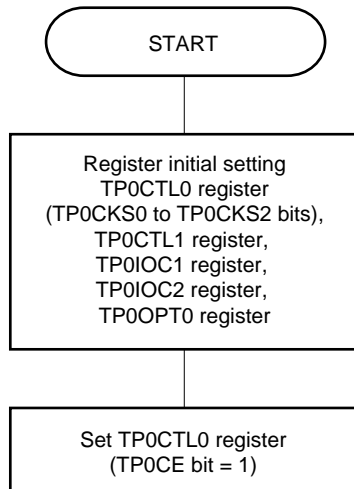 START
Register initial setting
TP0CTL0 register
(TP0CKS0 to TP0CKS2 bits),
TP0CTL1 register,
TP0IOC1 register,
TP0IOC2 register,
TP0OPT0 register
Set TP0CTL0 register
(TP0CE bit = 1)